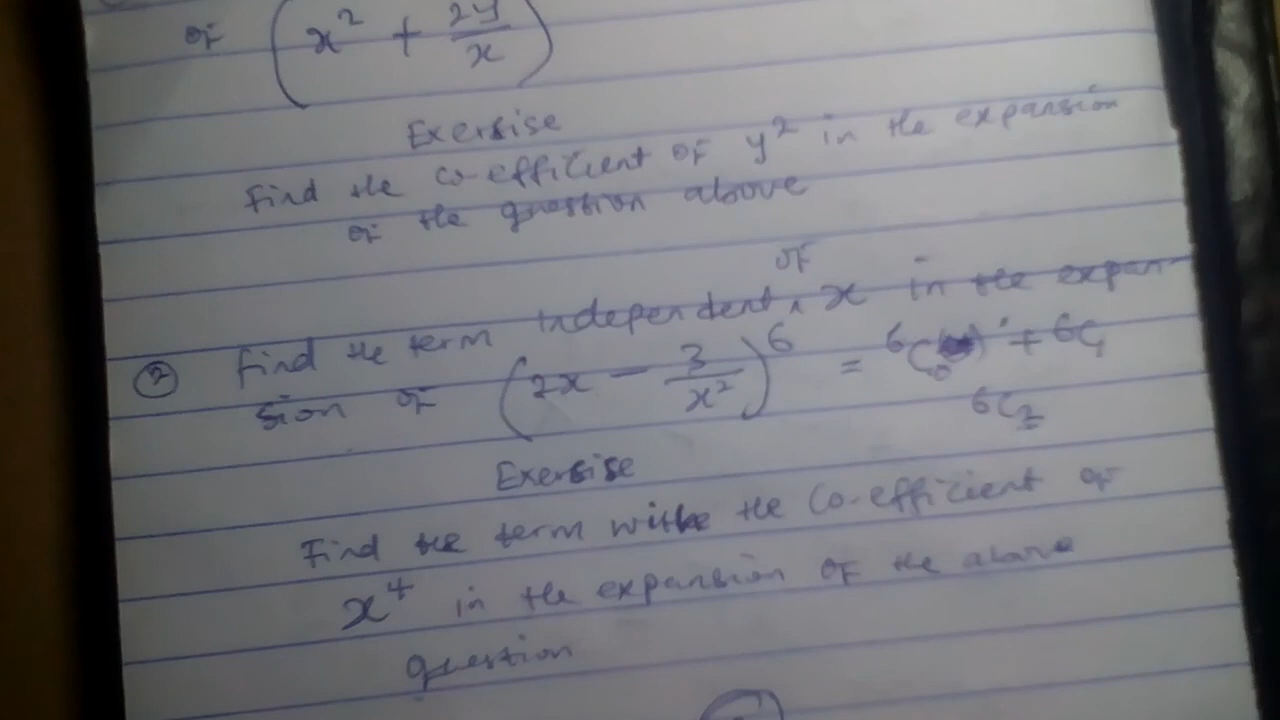 of (x² + 2y/x)
Exersise
Find the co-efficient of y² in the expansion
of the question above
of
② Find the term independent ‸ x in the expan-
sion of (2x - 3/x²)⁶ = ⁶C₀ + ⁶C₁
⁶C₂
Exersise
Find the term with the co-efficient of
x⁴ in the expansion of the above
question